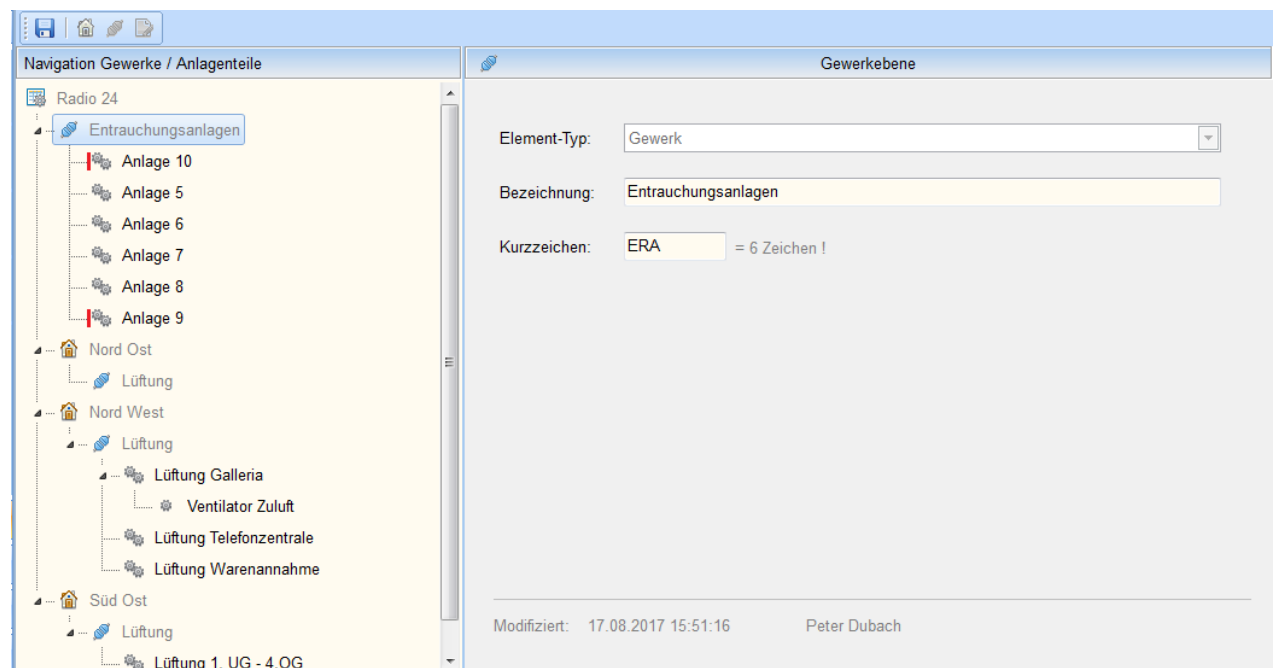 Navigation Gewerke / Anlagenteile
Radio 24
Entrauchungsanlagen
Anlage 10
Anlage 5
Anlage 6
Anlage 7
Anlage 8
Anlage 9
Nord Ost
Lüftung
Nord West
Lüftung
Lüftung Galleria
Ventilator Zuluft
Lüftung Telefonzentrale
Lüftung Warenannahme
Süd Ost
Lüftung
Lüftung 1. UG - 4.OG
Gewerkebene
Element-Typ: Gewerk
Bezeichnung: Entrauchungsanlagen
Kurzzeichen: ERA = 6 Zeichen !
Modifiziert: 17.08.2017 15:51:16 Peter Dubach